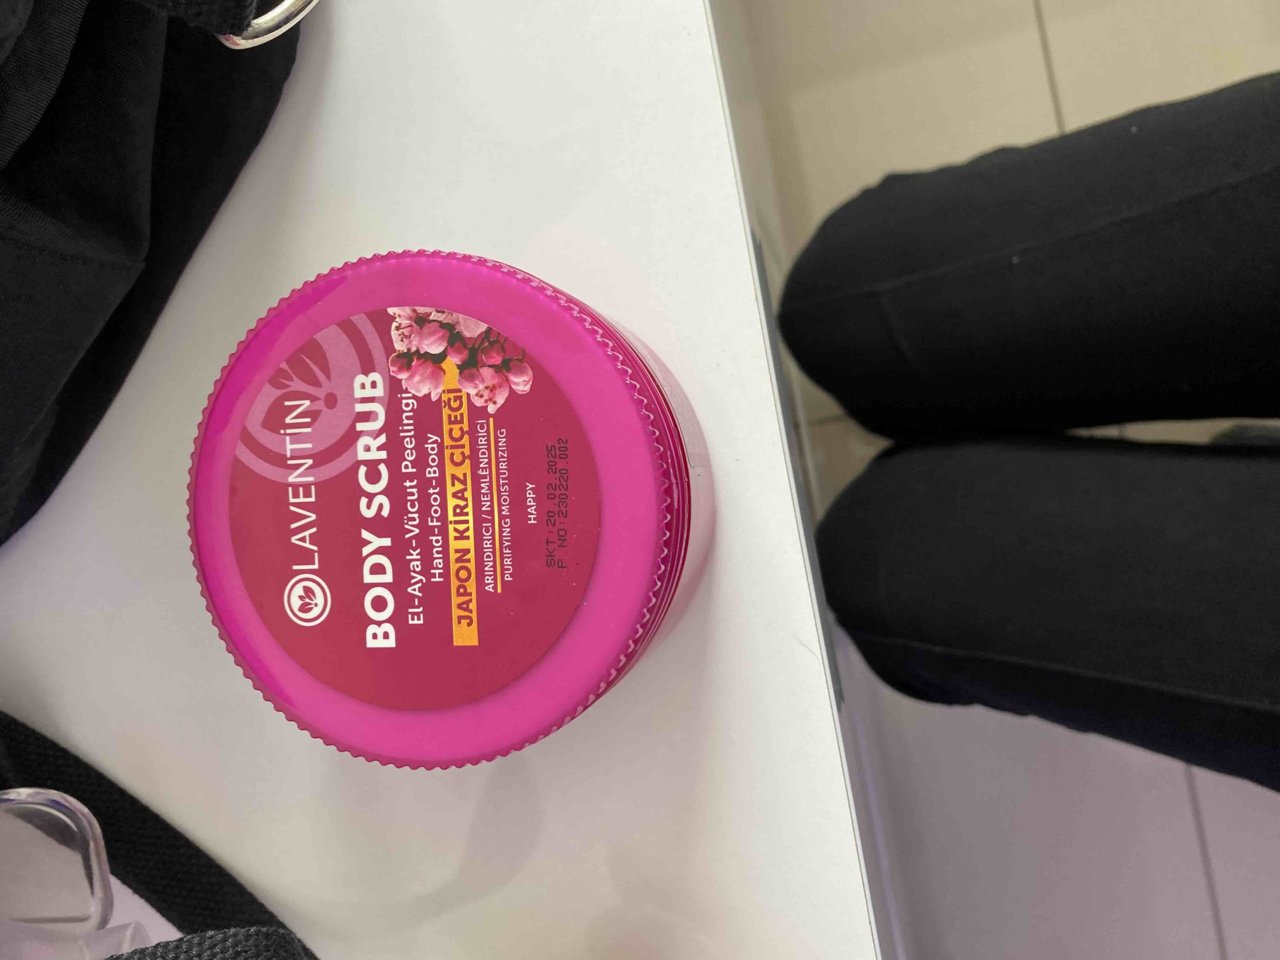 LAVENTİN
BODY SCRUB
El-Ayak-Vücut Peelingi
Hand-Foot-Body
JAPON KİRAZ ÇİÇEĞİ
ARINDIRICI / NEMLENDİRİCİ
PURIFYING MOISTURIZING
HAPPY
SKT: 20.02.2025
P. NO: 230220.002